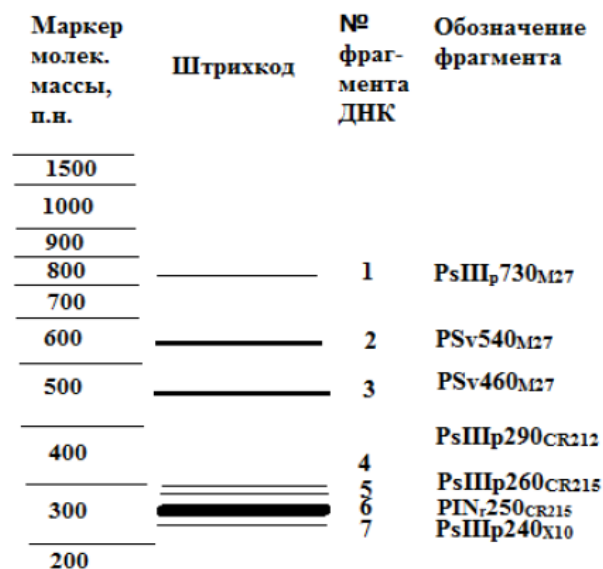 Маркер молек. массы, п.н.
Штрихкод
№ фраг-мента ДНК
Обозначение фрагмента
1500
1000
900
800 1 PsIIIp730M27
700
600 2 PSv540M27
500 3 PSv460M27
PsIIIp290CR212
400 4
5 PsIIIp260CR215
300 6 PINr250CR215
7 PsIIIp240X10
200